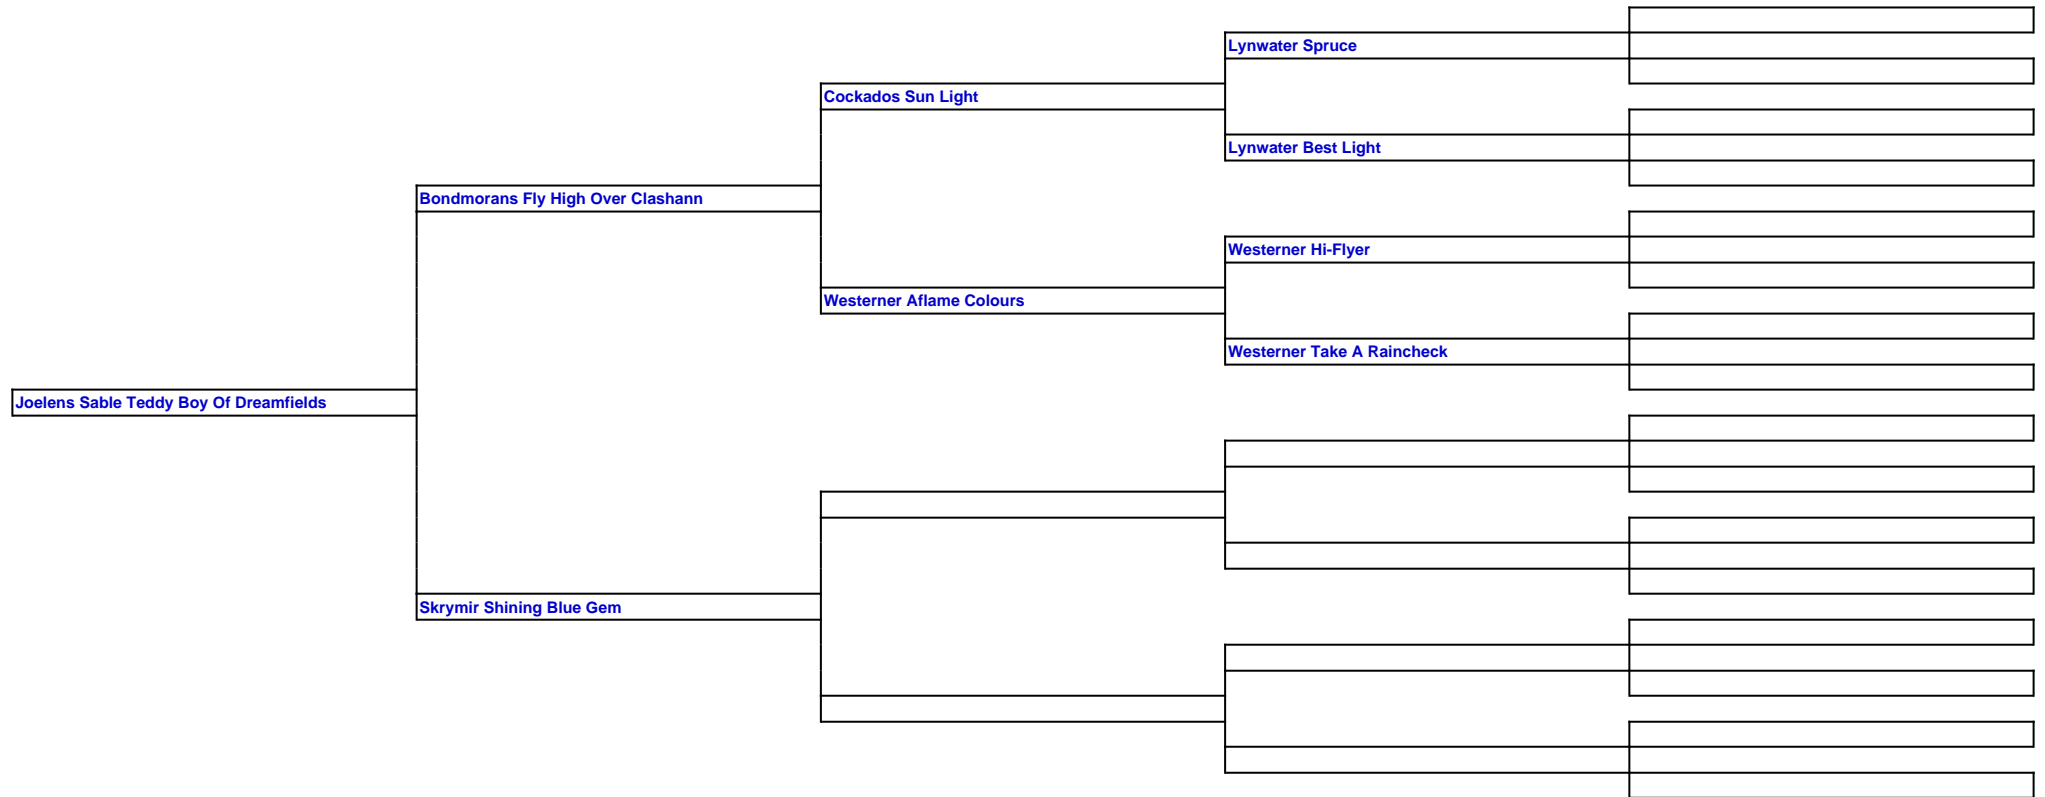 Lynwater Spruce
Cockados Sun Light
Lynwater Best Light
Bondmorans Fly High Over Clashann
Westerner Hi-Flyer
Westerner Aflame Colours
Westerner Take A Raincheck
Joelens Sable Teddy Boy Of Dreamfields
Skrymir Shining Blue Gem